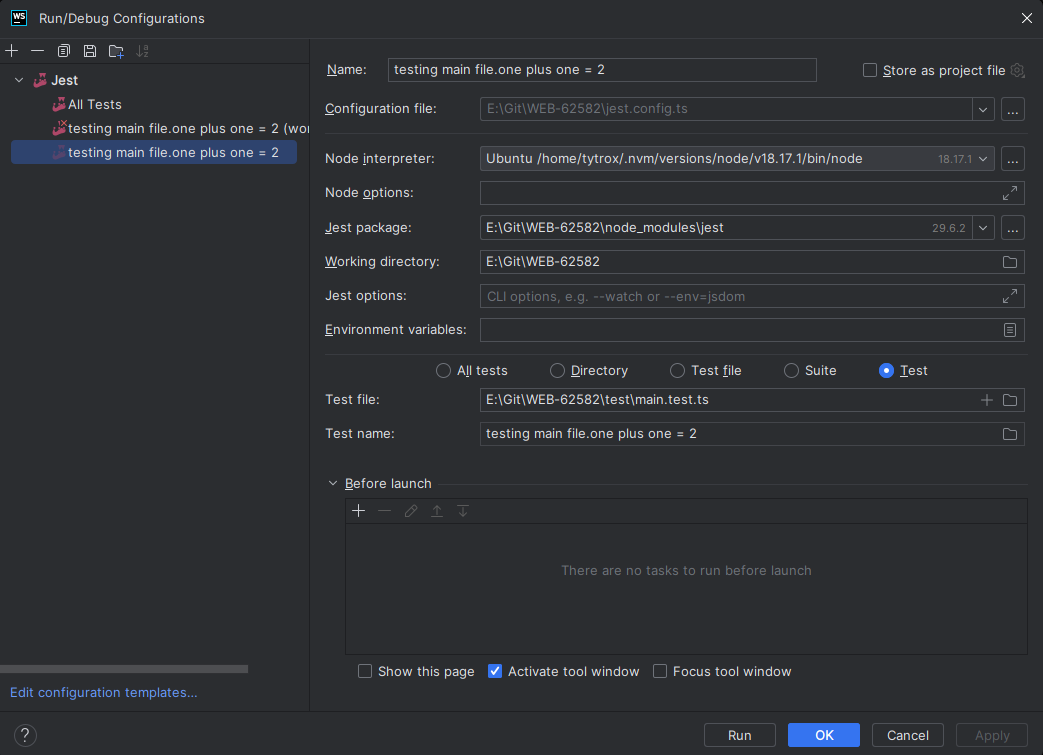 WS Run/Debug Configurations
Jest
All Tests
testing main file.one plus one = 2 (wor
testing main file.one plus one = 2
Edit configuration templates...
Name: testing main file.one plus one = 2 Store as project file
Configuration file: E:\Git\WEB-62582\jest.config.ts ...
Node interpreter: Ubuntu /home/tytrox/.nvm/versions/node/v18.17.1/bin/node 18.17.1 ...
Node options:
Jest package: E:\Git\WEB-62582\node_modules\jest 29.6.2 ...
Working directory: E:\Git\WEB-62582
Jest options: CLI options, e.g. --watch or --env=jsdom
Environment variables:
All tests Directory Test file Suite Test
Test file: E:\Git\WEB-62582\test\main.test.ts
Test name: testing main file.one plus one = 2
Before launch
There are no tasks to run before launch
Show this page Activate tool window Focus tool window
? Run OK Cancel Apply